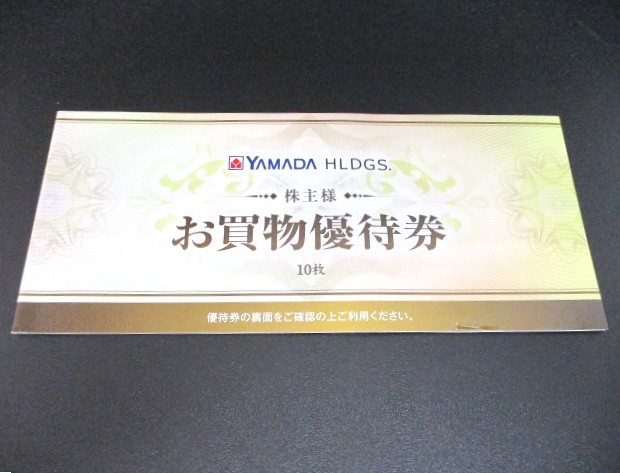 YAMADA HLDGS.
株主様
お買物優待券
10枚
優待券の裏面をご確認の上ご利用ください。